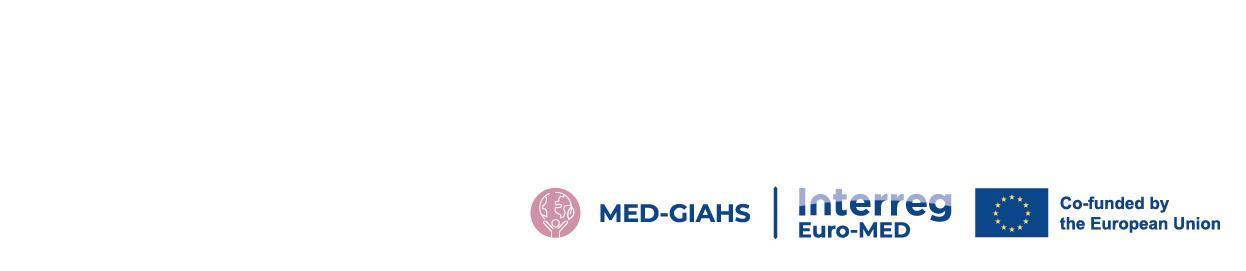 MED-GIAHS
Interreg
Euro-MED
Co-funded by
the European Union